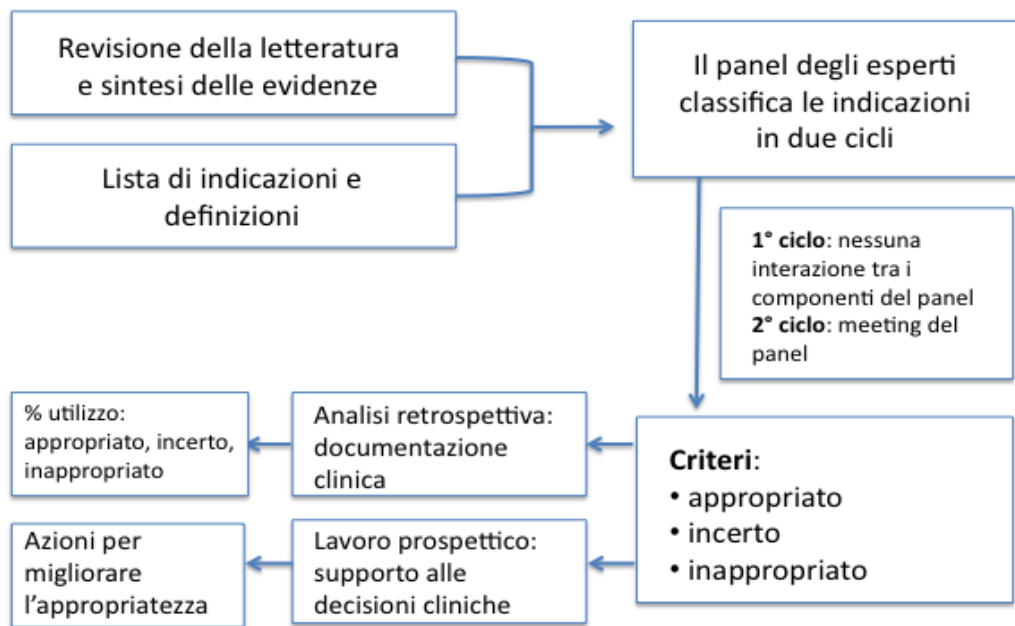 Revisione della letteratura
e sintesi delle evidenze
Lista di indicazioni e
definizioni
Il panel degli esperti
classifica le indicazioni
in due cicli
1° ciclo: nessuna
interazione tra i
componenti del panel
2° ciclo: meeting del
panel
Criteri:
• appropriato
• incerto
• inappropriato
Analisi retrospettiva:
documentazione
clinica
% utilizzo:
appropriato, incerto,
inappropriato
Lavoro prospettico:
supporto alle
decisioni cliniche
Azioni per
migliorare
l’appropriatezza